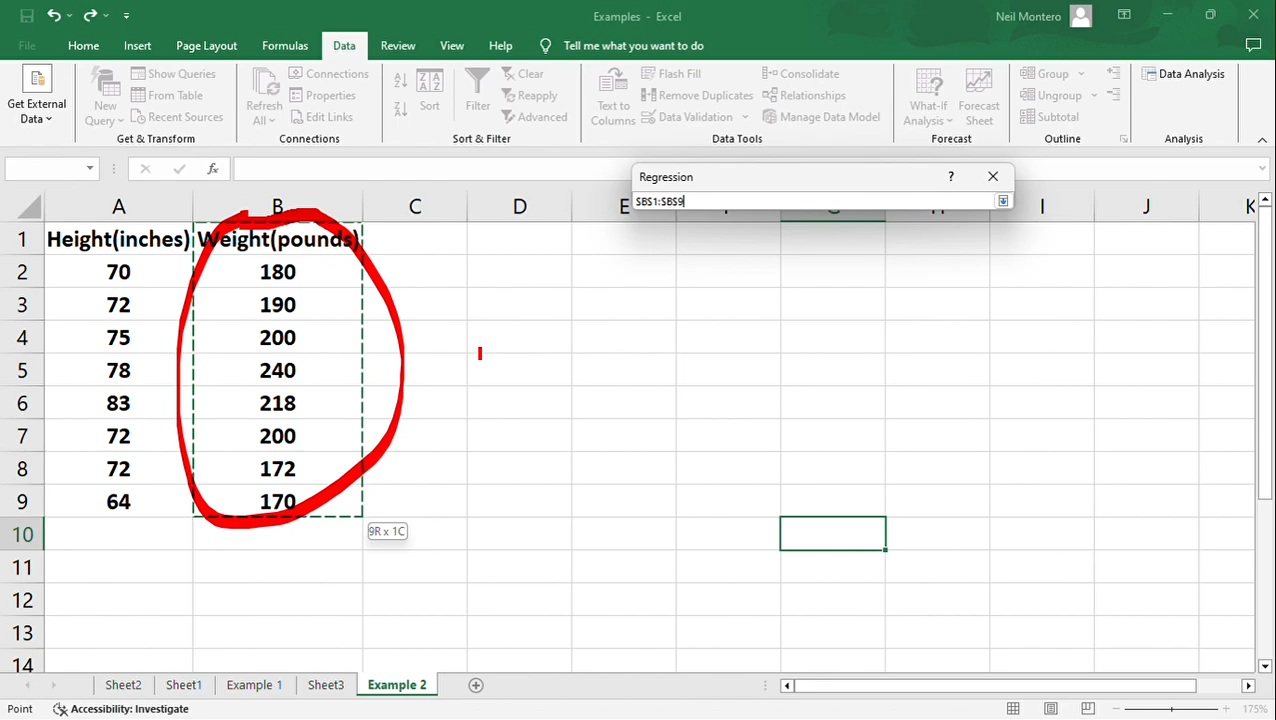 Examples - Excel
Neil Montero
File Home Insert Page Layout Formulas Data Review View Help Tell me what you want to do
Get External Data
New Query
Show Queries
From Table
Recent Sources
Get & Transform
Refresh All
Connections
Properties
Edit Links
Connections
Sort
Filter
Clear
Reapply
Advanced
Sort & Filter
Text to Columns
Flash Fill
Remove Duplicates
Data Validation
Consolidate
Relationships
Manage Data Model
Data Tools
What-If Analysis
Forecast Sheet
Forecast
Group
Ungroup
Subtotal
Outline
Data Analysis
Analysis
fx
Regression ?
$B$1:$B$9
A B C D E F G H I J K
1 Height(inches) Weight(pounds)
2 70 180
3 72 190
4 75 200
5 78 240
6 83 218
7 72 200
8 72 172
9 64 170
9R x 1C
10
11
12
13
14
Sheet2 Sheet1 Example 1 Sheet3 Example 2
Point Accessibility: Investigate 175%